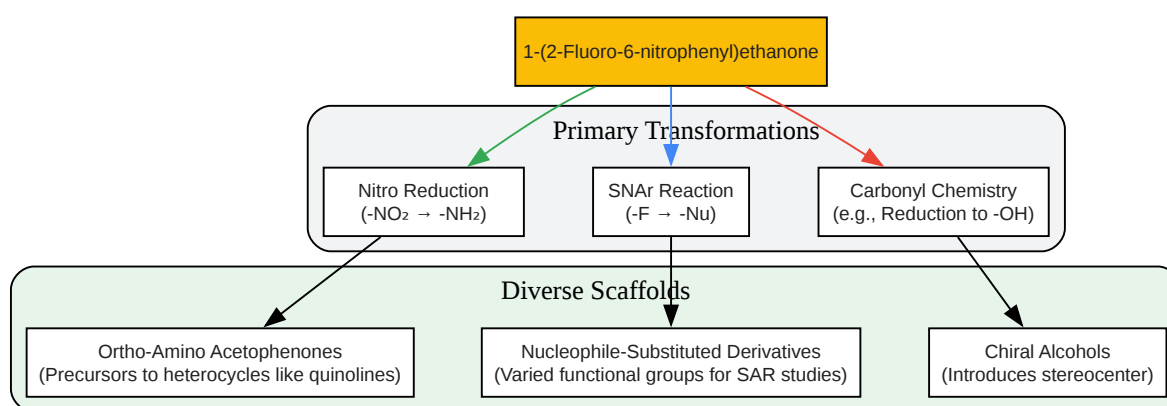 1-(2-Fluoro-6-nitrophenyl)ethanone
Primary Transformations
Nitro Reduction
(-NO₂ → -NH₂)
SNAr Reaction
(-F → -Nu)
Carbonyl Chemistry
(e.g., Reduction to -OH)
Diverse Scaffolds
Ortho-Amino Acetophenones
(Precursors to heterocycles like quinolines)
Nucleophile-Substituted Derivatives
(Varied functional groups for SAR studies)
Chiral Alcohols
(Introduces stereocenter)